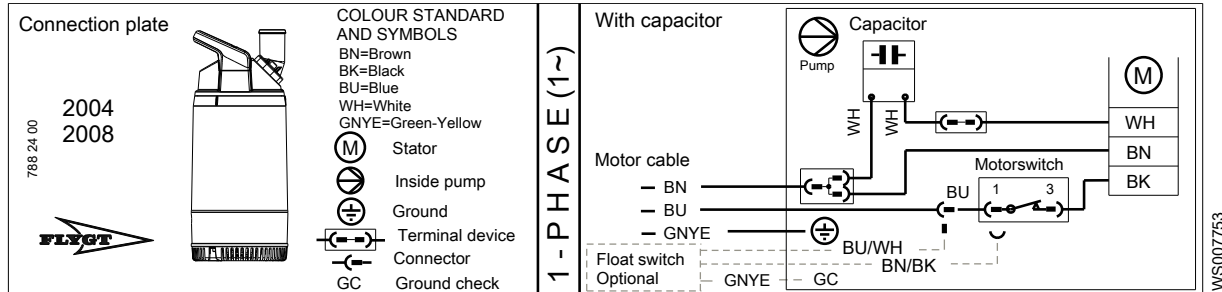 Connection plate
2004
2008
788 24 00
FLYGT
COLOUR STANDARD
AND SYMBOLS
BN=Brown
BK=Black
BU=Blue
WH=White
GNYE=Green-Yellow
M Stator
Inside pump
Ground
Terminal device
Connector
GC Ground check
1 - PHASE (1~)
With capacitor
Pump
Capacitor
WH
WH
M
WH
BN
BK
Motor cable
BN
BU
GNYE
BU
Motorswitch
1 3
BU/WH
BN/BK
Float switch
Optional
GNYE
GC
WS007753